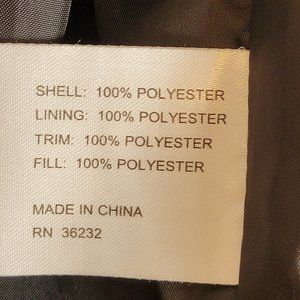 SHELL: 100% POLYESTER
LINING: 100% POLYESTER
TRIM: 100% POLYESTER
FILL: 100% POLYESTER
MADE IN CHINA
RN 36232